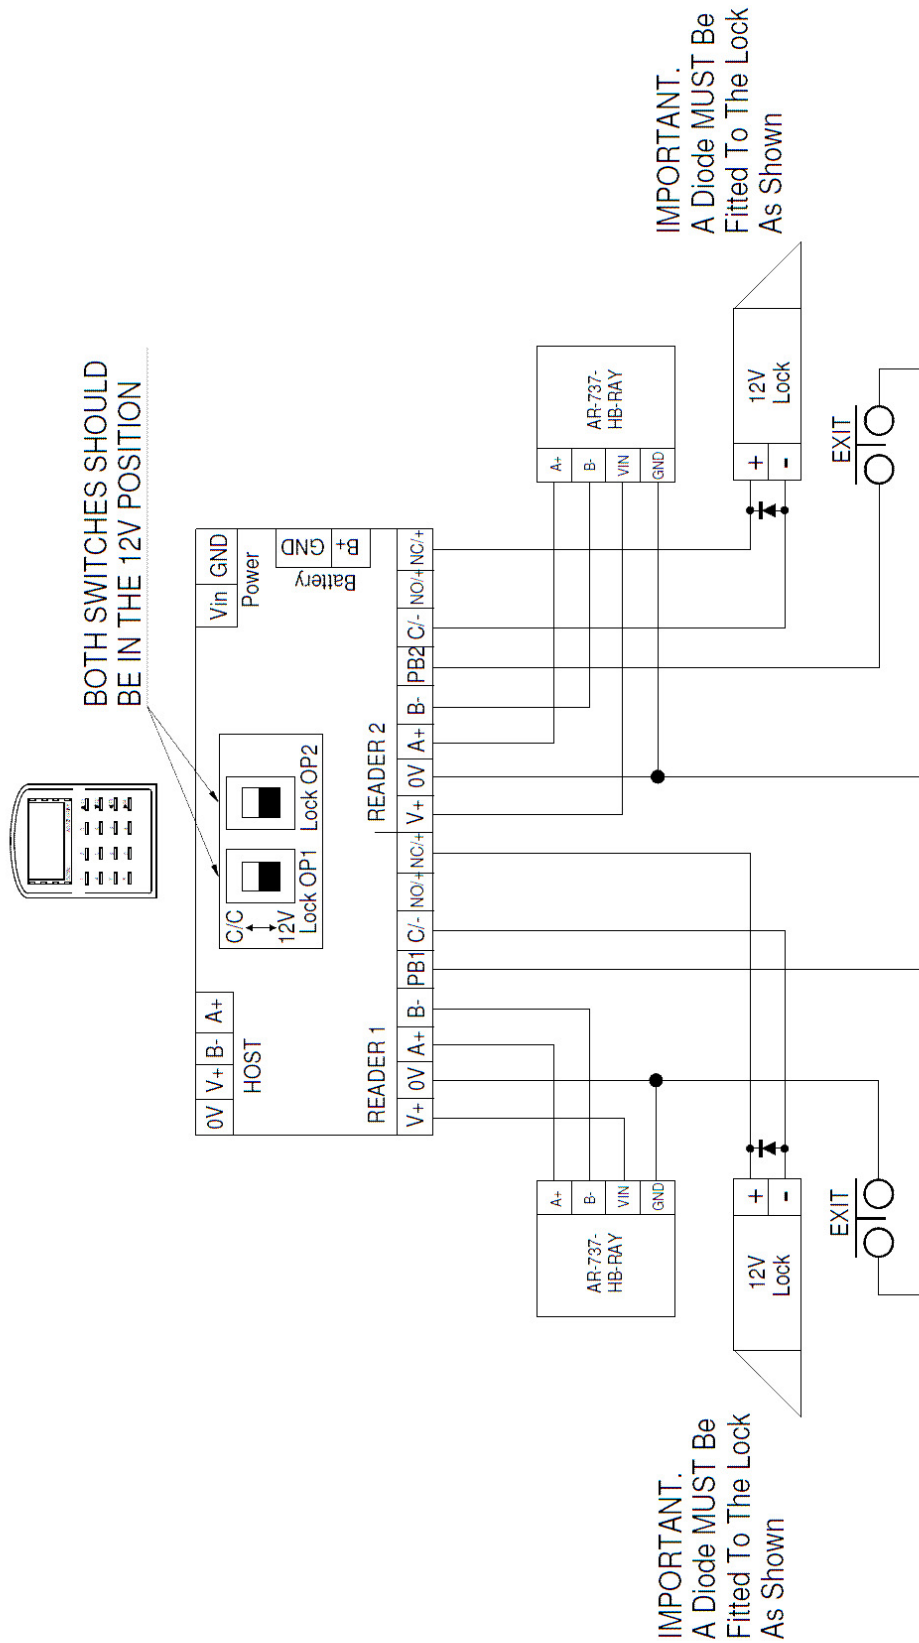 BOTH SWITCHES SHOULD
BE IN THE 12V POSITION
0V V+ B- A+
HOST
Vin GND
Power
Battery
GND B+
C/C
12V
Lock OP1 Lock OP2
READER 1
READER 2
V+ 0V A+ B- PB1 C/- NO/+ NC/+ V+ 0V A+ B- PB2 C/- NO/+ NC/+
A+
B-
VIN
GND
AR-737-
HB-RAY
A+
B-
VIN
GND
AR-737-
HB-RAY
IMPORTANT.
A Diode MUST Be
Fitted To The Lock
As Shown
12V
Lock
+
-
EXIT
12V
Lock
+
-
EXIT
IMPORTANT.
A Diode MUST Be
Fitted To The Lock
As Shown